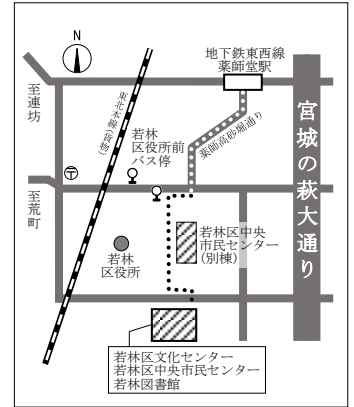 N
地下鉄東西線
薬師堂駅
至連坊
東北本線(貨物)
若林
区役所前
バス停
薬師高砂堀通り
宮城の萩大通り
〒
至荒町
若林区中央
市民センター
(別棟)
若林
区役所
若林区文化センター
若林区中央市民センター
若林図書館